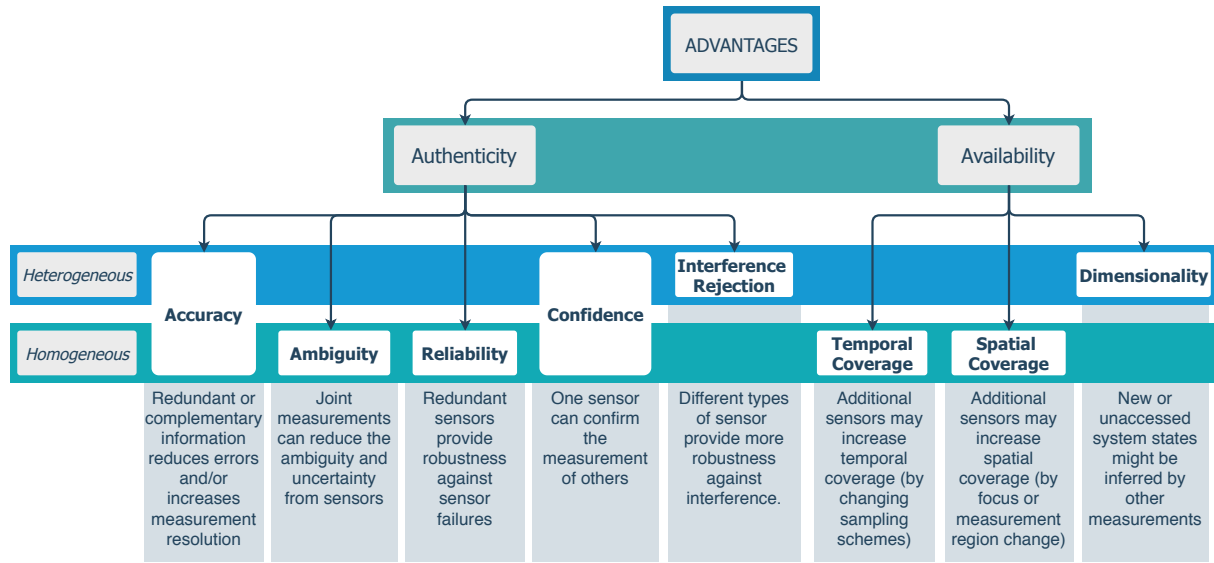 ADVANTAGES
Authenticity
Availability
Heterogeneous
Interference
Rejection
Dimensionality
Accuracy
Confidence
Homogeneous
Ambiguity
Reliability
Temporal
Coverage
Spatial
Coverage
Redundant or
complementary
information
reduces errors
and/or
increases
measurement
resolution
Joint
measurements
can reduce the
ambiguity and
uncertainty
from sensors
Redundant
sensors
provide
robustness
against
sensor
failures
One sensor
can confirm
the
measurement
of others
Different types
of sensor
provide more
robustness
against
interference.
Additional
sensors may
increase
temporal
coverage (by
changing
sampling
schemes)
Additional
sensors may
increase
spatial
coverage (by
focus or
measurement
region change)
New or
unaccessed
system states
might be
inferred by
other
measurements